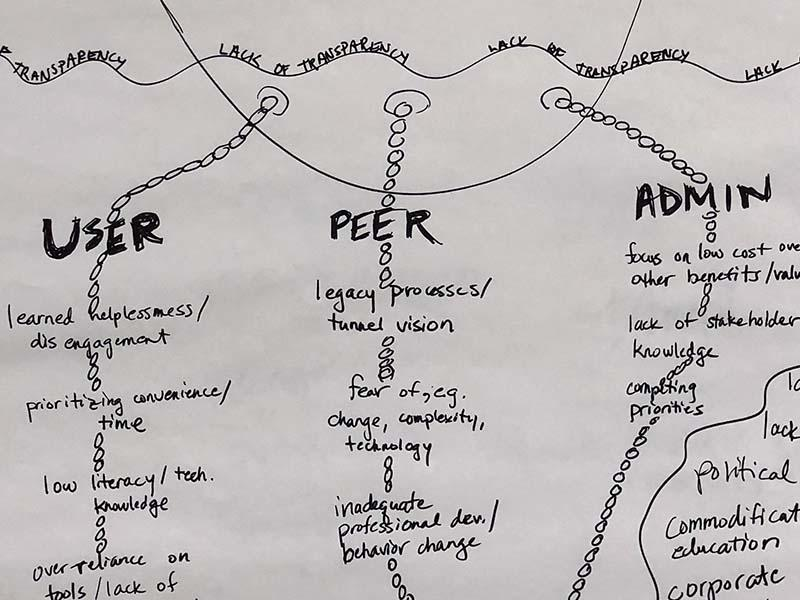 TRANSPARENCY LACK OF TRANSPARENCY LACK OF TRANSPARENCY LACK
USER
learned helplessmess/
disengagement
prioritizing convenience/
time
low literacy/tech.
knowledge
over-reliance on
tools/lack of
PEER
legacy processes/
tunnel vision
fear of, e.g.
change, complexity,
technology
inadequate
professional dev./
behavior change
ADMIN
focus on low cost over
other benefits/valu
lack of stakeholder
knowledge
competing
priorities
lack
political
commodificat
education
corporate